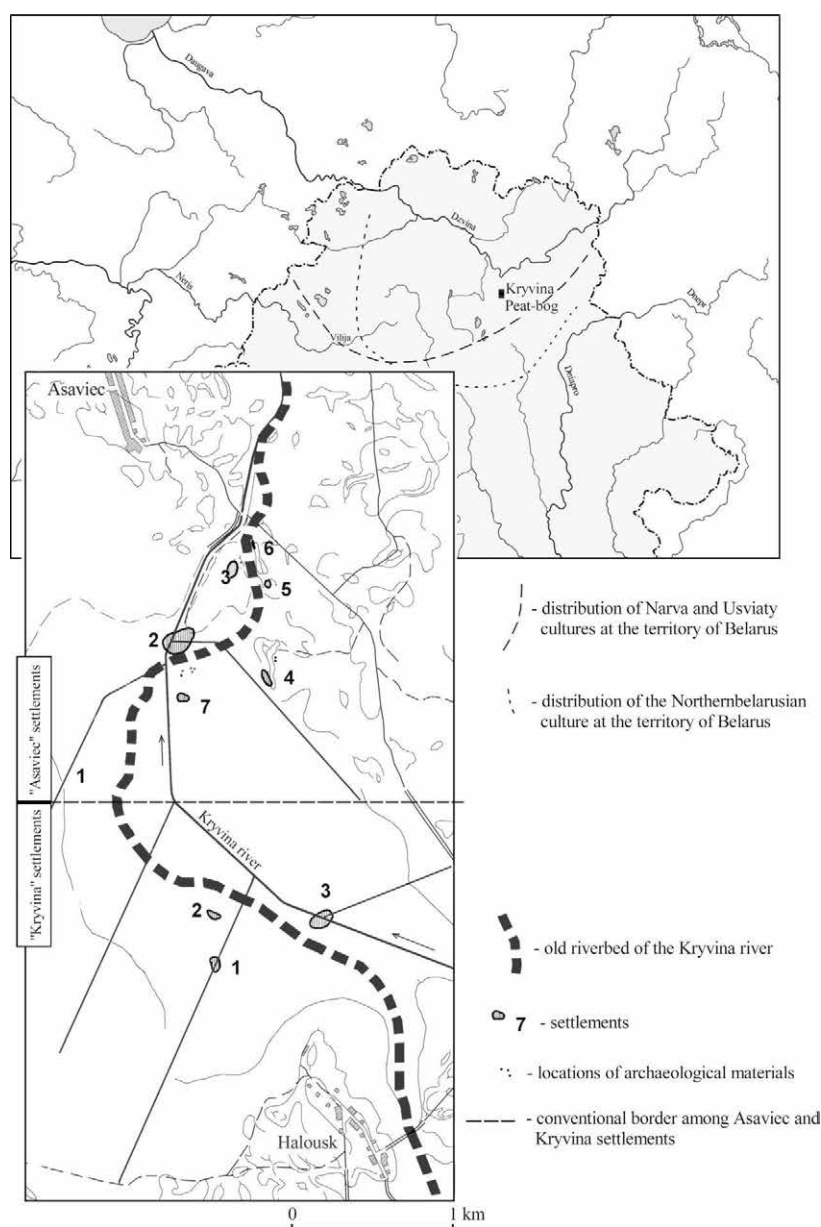 Daugava
Dzvina
Neris
Kryvina
Peat-bog
Dnepr
Vilija
Dniapro
Asaviec
6
3
5
2
4
7
1
"Asaviec" settlements
"Kryvina" settlements
Kryvina river
3
2
1
Halousk
0 1 km
- distribution of Narva and Usviaty
cultures at the territory of Belarus
- distribution of the Northernbelarusian
culture at the territory of Belarus
- old riverbed of the Kryvina river
7 - settlements
- locations of archaeological materials
- conventional border among Asaviec and
Kryvina settlements